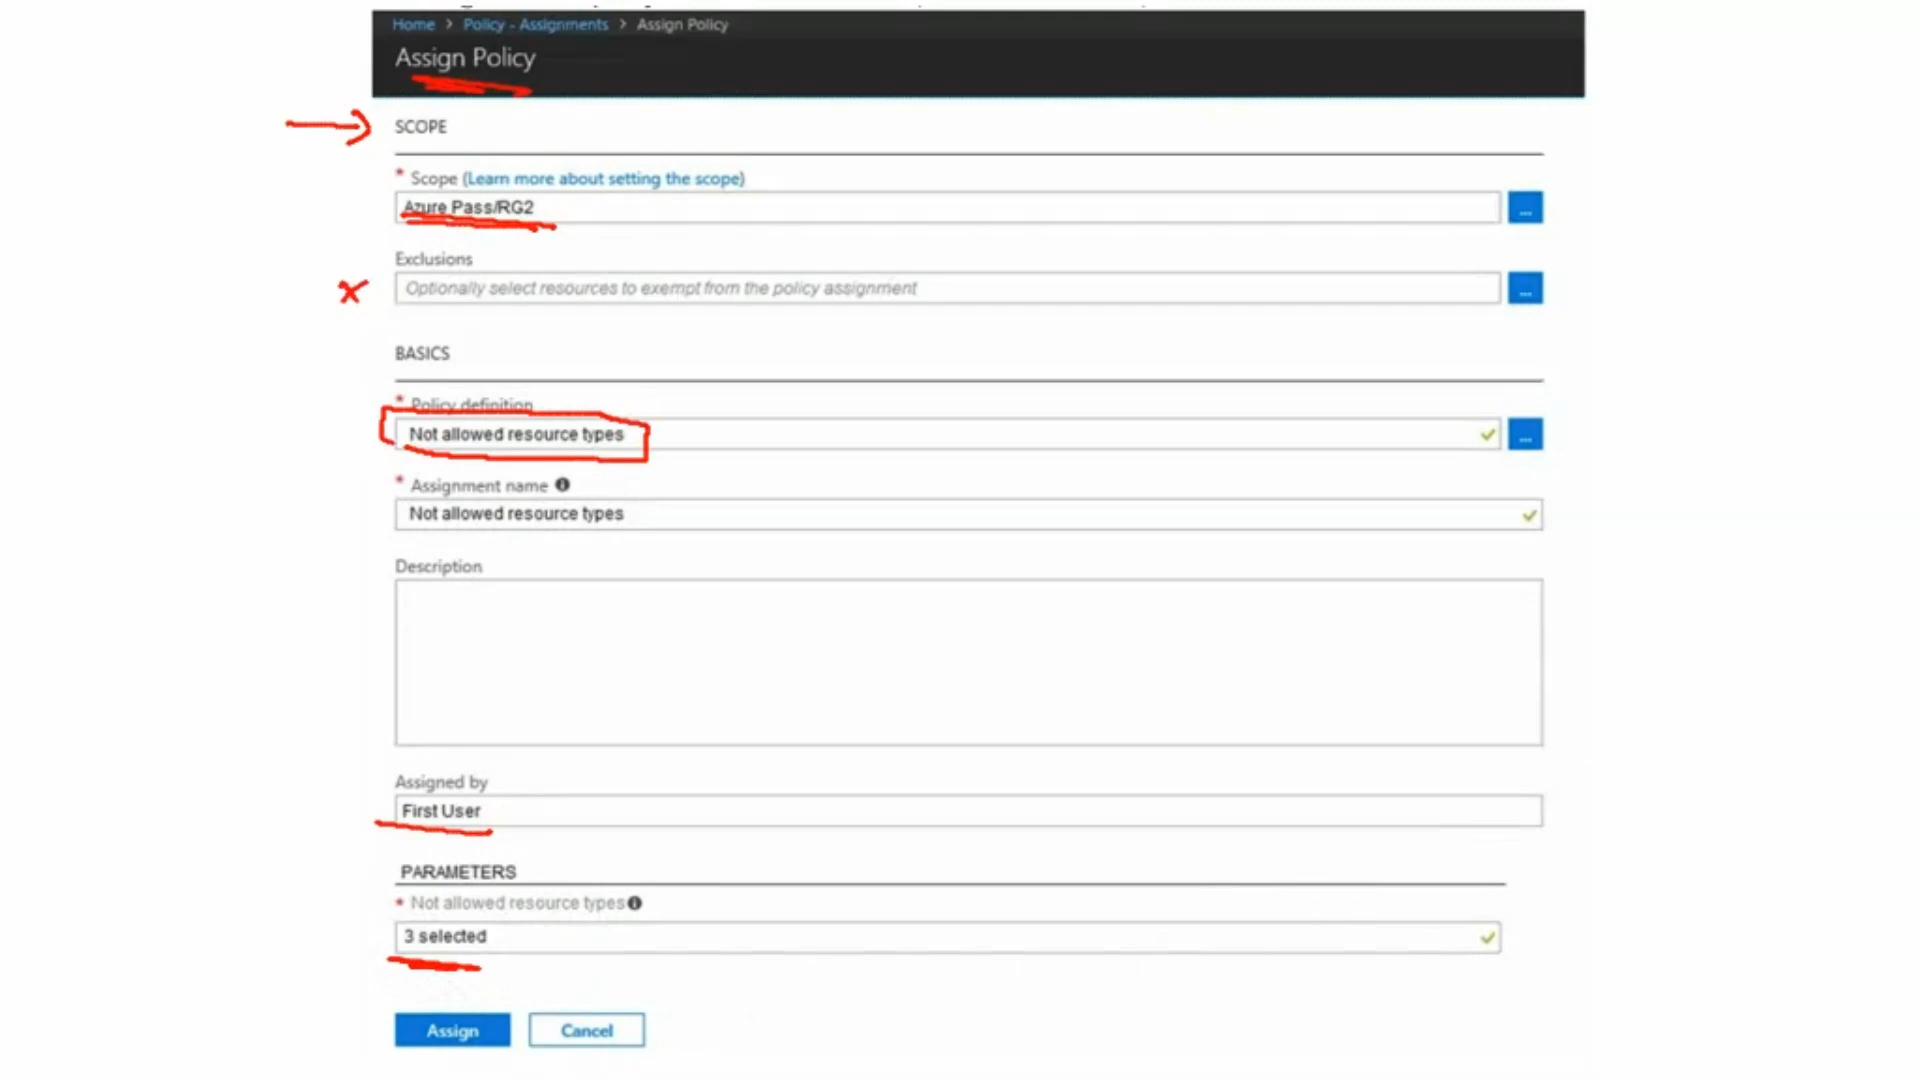 Home > Policy - Assignments > Assign Policy
Assign Policy
SCOPE
* Scope (Learn more about setting the scope)
Azure Pass/RG2
...
Exclusions
Optionally select resources to exempt from the policy assignment
...
BASICS
* Policy definition
Not allowed resource types
...
* Assignment name
Not allowed resource types
Description
Assigned by
First User
PARAMETERS
* Not allowed resource types
3 selected
Assign Cancel